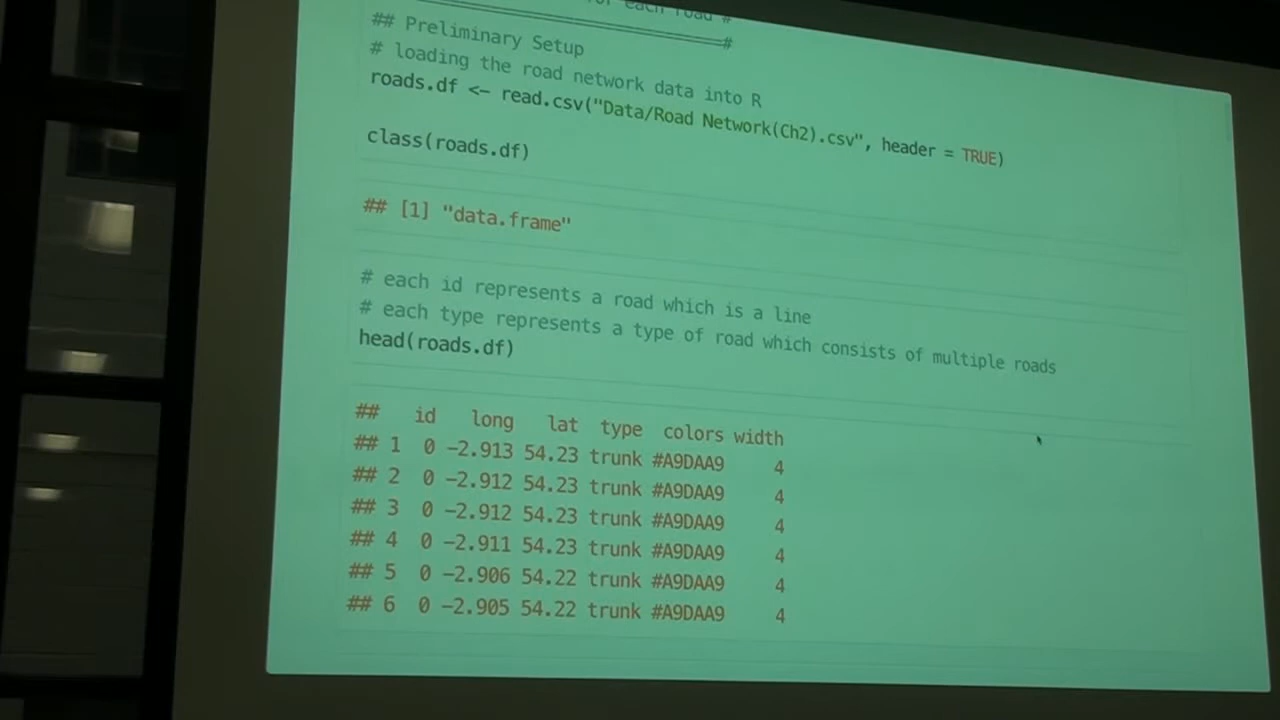 for each road #
#
## Preliminary Setup
# loading the road network data into R
roads.df <- read.csv("Data/Road Network(Ch2).csv", header = TRUE)
class(roads.df)
## [1] "data.frame"
# each id represents a road which is a line
# each type represents a type of road which consists of multiple roads
head(roads.df)
## id long lat type colors width
## 1 0 -2.913 54.23 trunk #A9DAA9 4
## 2 0 -2.912 54.23 trunk #A9DAA9 4
## 3 0 -2.912 54.23 trunk #A9DAA9 4
## 4 0 -2.911 54.23 trunk #A9DAA9 4
## 5 0 -2.906 54.22 trunk #A9DAA9 4
## 6 0 -2.905 54.22 trunk #A9DAA9 4